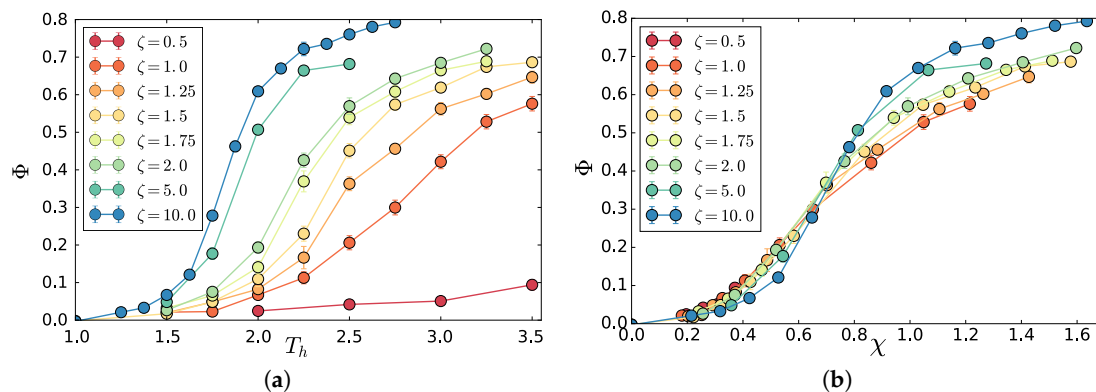 0.8
0.7
0.6
0.5
0.4
0.3
0.2
0.1
0.0
Φ
ζ = 0.5
ζ = 1.0
ζ = 1.25
ζ = 1.5
ζ = 1.75
ζ = 2.0
ζ = 5.0
ζ = 10.0
1.0 1.5 2.0 2.5 3.0 3.5
T_h
(a)
0.8
0.7
0.6
0.5
0.4
0.3
0.2
0.1
0.0
Φ
ζ = 0.5
ζ = 1.0
ζ = 1.25
ζ = 1.5
ζ = 1.75
ζ = 2.0
ζ = 5.0
ζ = 10.0
0.0 0.2 0.4 0.6 0.8 1.0 1.2 1.4 1.6
χ
(b)